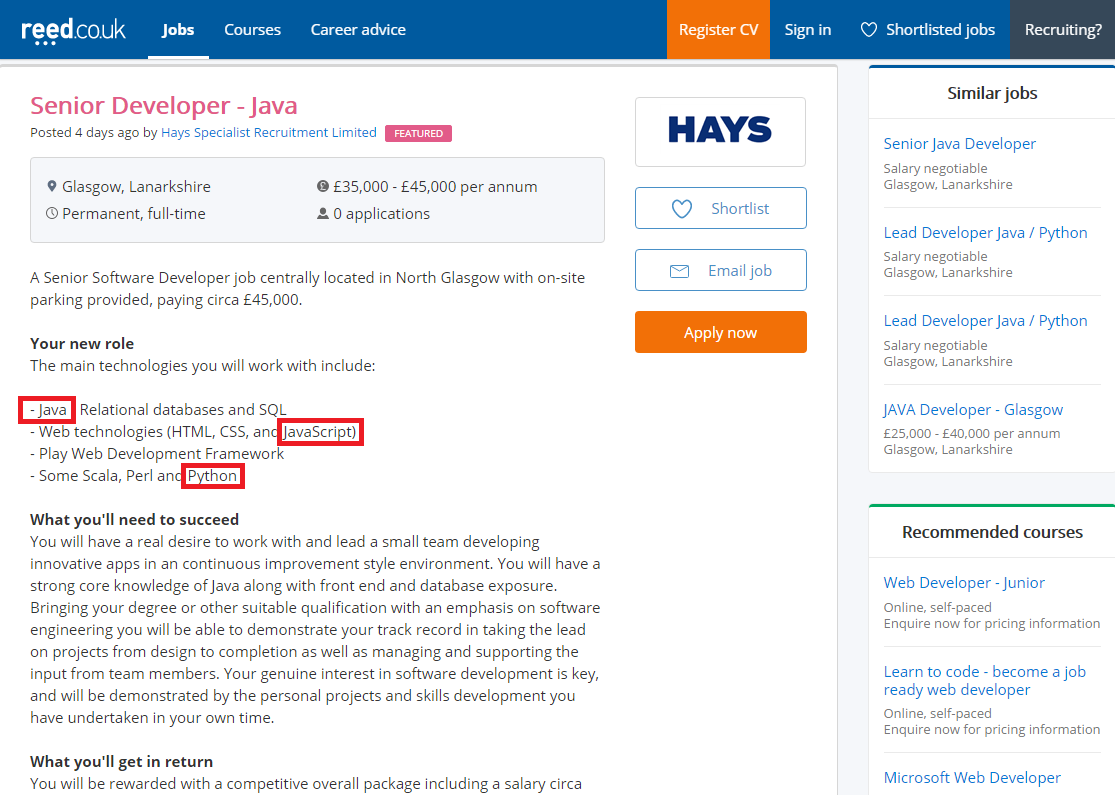 reed.co.uk
Jobs
Courses
Career advice
Register CV
Sign in
Shortlisted jobs
Recruiting?
Senior Developer - Java
Posted 4 days ago by Hays Specialist Recruitment Limited FEATURED
Glasgow, Lanarkshire
£35,000 - £45,000 per annum
Permanent, full-time
0 applications
A Senior Software Developer job centrally located in North Glasgow with on-site
parking provided, paying circa £45,000.
Your new role
The main technologies you will work with include:
- Java Relational databases and SQL
- Web technologies (HTML, CSS, and JavaScript)
- Play Web Development Framework
- Some Scala, Perl and Python
What you'll need to succeed
You will have a real desire to work with and lead a small team developing
innovative apps in an continuous improvement style environment. You will have a
strong core knowledge of Java along with front end and database exposure.
Bringing your degree or other suitable qualification with an emphasis on software
engineering you will be able to demonstrate your track record in taking the lead
on projects from design to completion as well as managing and supporting the
input from team members. Your genuine interest in software development is key,
and will be demonstrated by the personal projects and skills development you
have undertaken in your own time.
What you'll get in return
You will be rewarded with a competitive overall package including a salary circa
HAYS
Shortlist
Email job
Apply now
Similar jobs
Senior Java Developer
Salary negotiable
Glasgow, Lanarkshire
Lead Developer Java / Python
Salary negotiable
Glasgow, Lanarkshire
Lead Developer Java / Python
Salary negotiable
Glasgow, Lanarkshire
JAVA Developer - Glasgow
£25,000 - £40,000 per annum
Glasgow, Lanarkshire
Recommended courses
Web Developer - Junior
Online, self-paced
Enquire now for pricing information
Learn to code - become a job
ready web developer
Online, self-paced
Enquire now for pricing information
Microsoft Web Developer